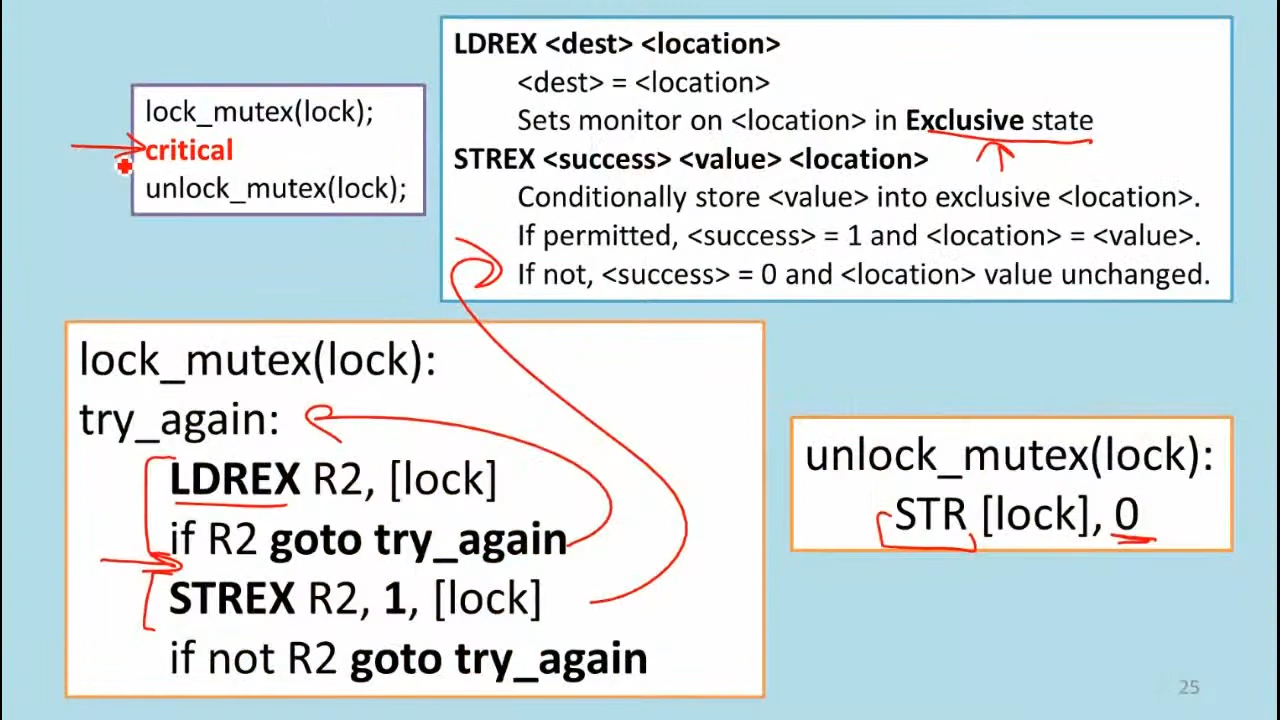 lock_mutex(lock);
critical
unlock_mutex(lock);
LDREX <dest> <location>
<dest> = <location>
Sets monitor on <location> in Exclusive state
STREX <success> <value> <location>
Conditionally store <value> into exclusive <location>.
If permitted, <success> = 1 and <location> = <value>.
If not, <success> = 0 and <location> value unchanged.
lock_mutex(lock):
try_again:
LDREX R2, [lock]
if R2 goto try_again
STREX R2, 1, [lock]
if not R2 goto try_again
unlock_mutex(lock):
STR [lock], 0
25